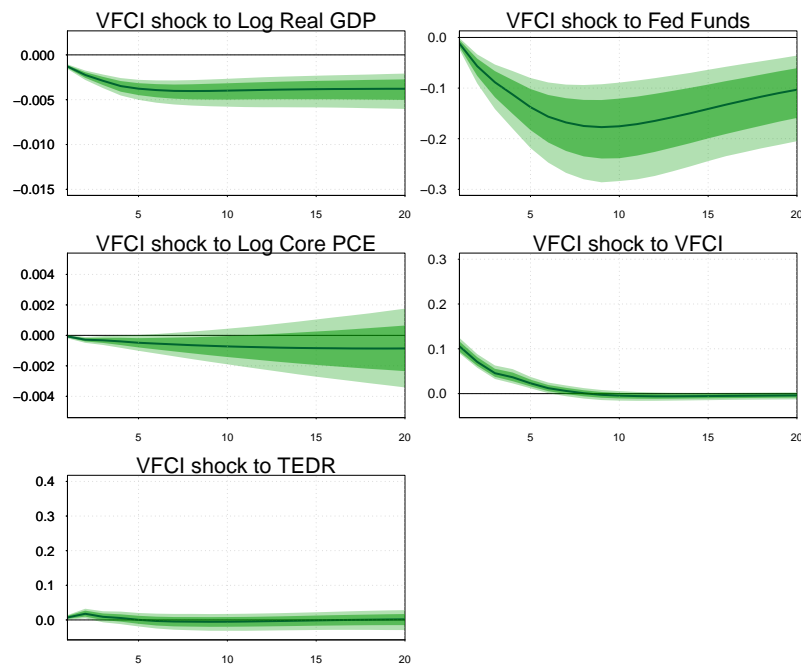 VFCI shock to Log Real GDP
0.000
−0.005
−0.010
−0.015
5 10 15 20
VFCI shock to Fed Funds
0.0
−0.1
−0.2
−0.3
5 10 15 20
VFCI shock to Log Core PCE
0.004
0.002
0.000
−0.002
−0.004
5 10 15 20
VFCI shock to VFCI
0.3
0.2
0.1
0.0
5 10 15 20
VFCI shock to TEDR
0.4
0.3
0.2
0.1
0.0
5 10 15 20